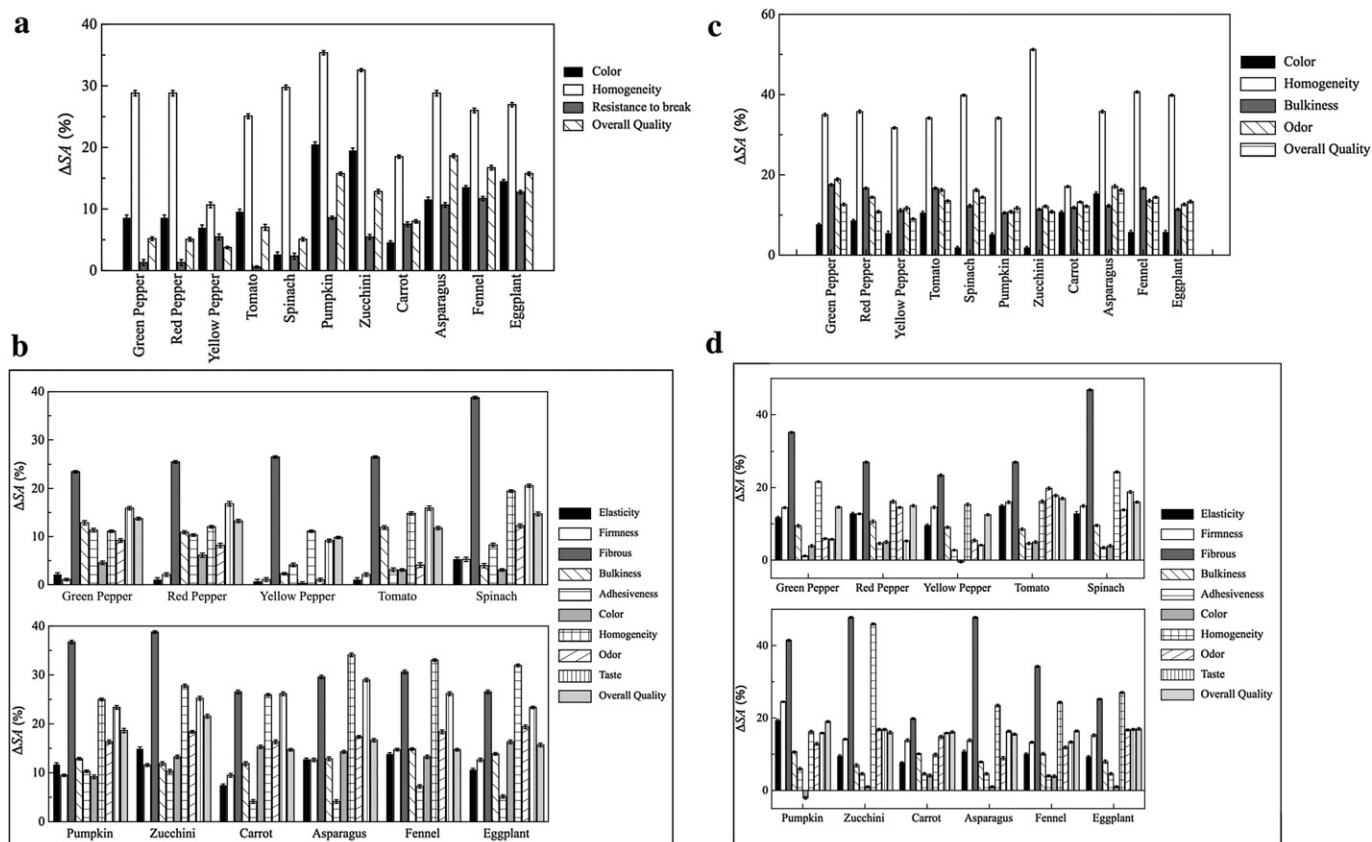 a
ΔSA (%)
40
30
20
10
0
Color
Homogeneity
Resistance to break
Overall Quality
Green Pepper
Red Pepper
Yellow Pepper
Tomato
Spinach
Pumpkin
Zucchini
Carrot
Asparagus
Fennel
Eggplant
c
ΔSA (%)
60
40
20
0
Color
Homogeneity
Bulkiness
Odor
Overall Quality
Green Pepper
Red Pepper
Yellow Pepper
Tomato
Spinach
Pumpkin
Zucchini
Carrot
Asparagus
Fennel
Eggplant
b
ΔSA (%)
40
30
20
10
0
Green Pepper Red Pepper Yellow Pepper Tomato Spinach
ΔSA (%)
40
30
20
10
0
Pumpkin Zucchini Carrot Asparagus Fennel Eggplant
Elasticity
Firmness
Fibrous
Bulkiness
Adhesiveness
Color
Homogeneity
Odor
Taste
Overall Quality
d
ΔSA (%)
40
20
0
Green Pepper Red Pepper Yellow Pepper Tomato Spinach
ΔSA (%)
40
20
0
Pumpkin Zucchini Carrot Asparagus Fennel Eggplant
Elasticity
Firmness
Fibrous
Bulkiness
Adhesiveness
Color
Homogeneity
Odor
Taste
Overall Quality